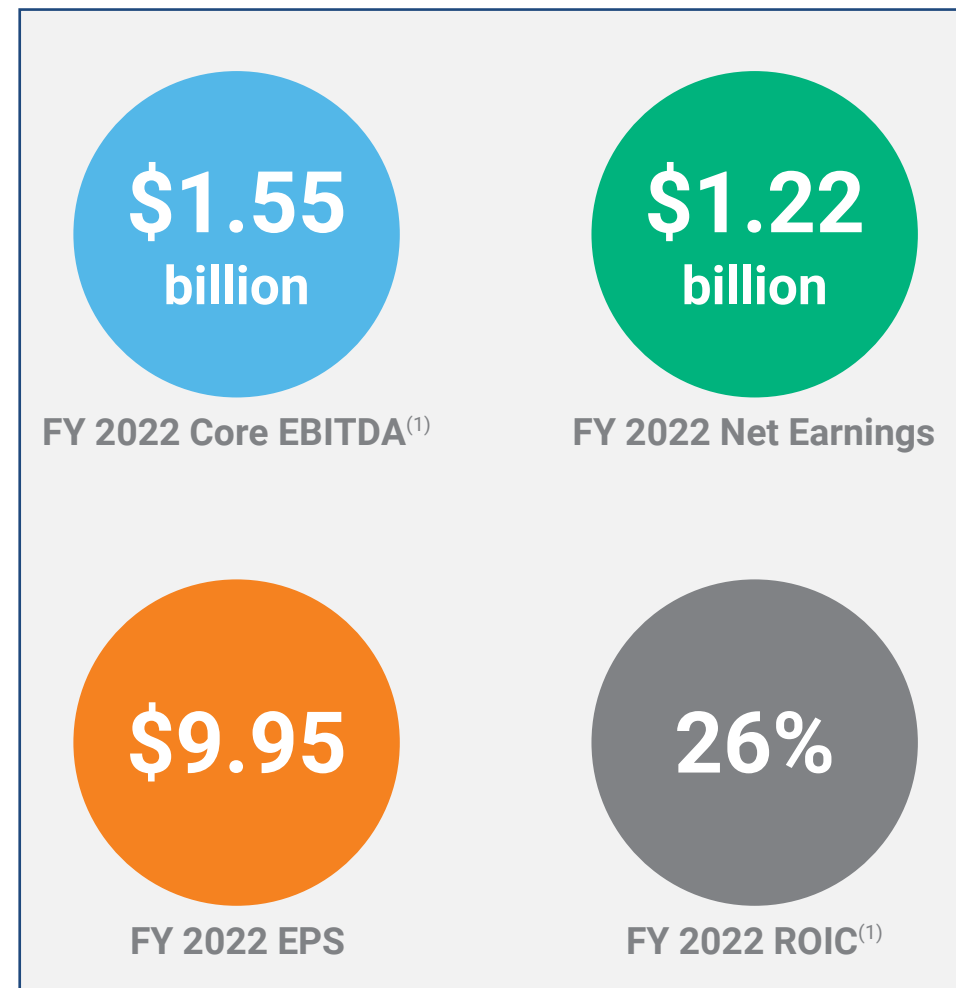 $1.55
billion
FY 2022 Core EBITDA(1)
$1.22
billion
FY 2022 Net Earnings
$9.95
FY 2022 EPS
26%
FY 2022 ROIC(1)